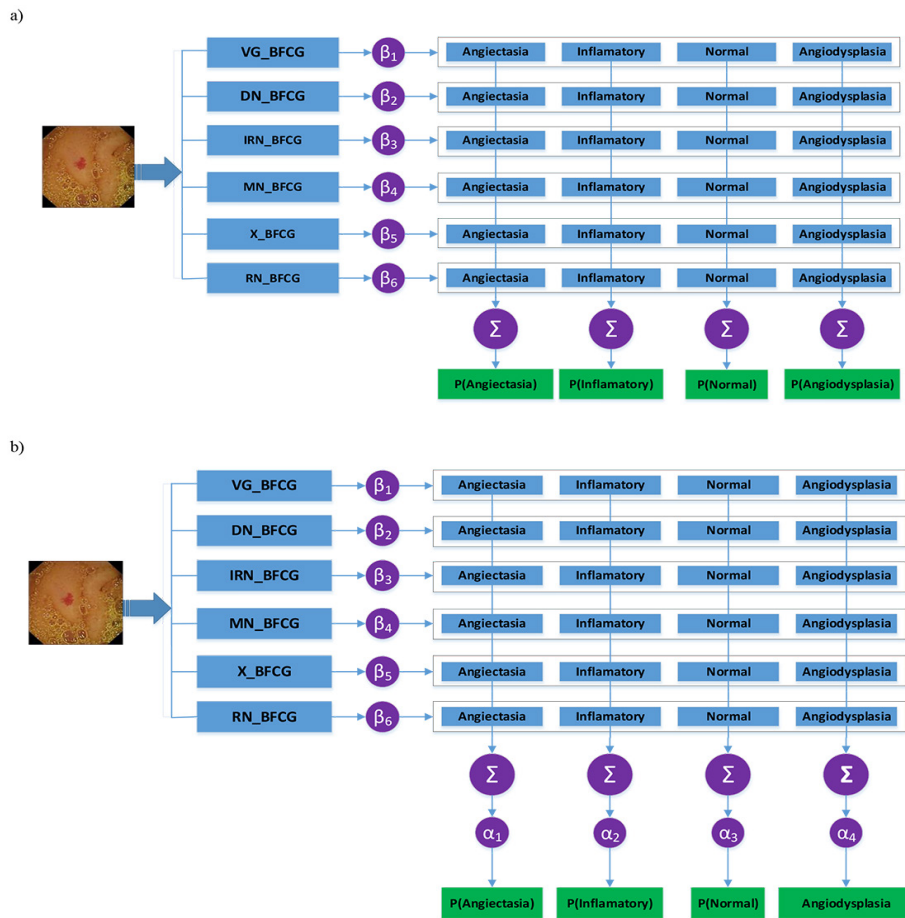 a)
VG_BFCG β1 Angiectasia Inflamatory Normal Angiodysplasia
DN_BFCG β2 Angiectasia Inflamatory Normal Angiodysplasia
IRN_BFCG β3 Angiectasia Inflamatory Normal Angiodysplasia
MN_BFCG β4 Angiectasia Inflamatory Normal Angiodysplasia
X_BFCG β5 Angiectasia Inflamatory Normal Angiodysplasia
RN_BFCG β6 Angiectasia Inflamatory Normal Angiodysplasia
Σ Σ Σ Σ
P(Angiectasia) P(Inflamatory) P(Normal) P(Angiodysplasia)
b)
VG_BFCG β1 Angiectasia Inflamatory Normal Angiodysplasia
DN_BFCG β2 Angiectasia Inflamatory Normal Angiodysplasia
IRN_BFCG β3 Angiectasia Inflamatory Normal Angiodysplasia
MN_BFCG β4 Angiectasia Inflamatory Normal Angiodysplasia
X_BFCG β5 Angiectasia Inflamatory Normal Angiodysplasia
RN_BFCG β6 Angiectasia Inflamatory Normal Angiodysplasia
Σ Σ Σ Σ
α1 α2 α3 α4
P(Angiectasia) P(Inflamatory) P(Normal) Angiodysplasia